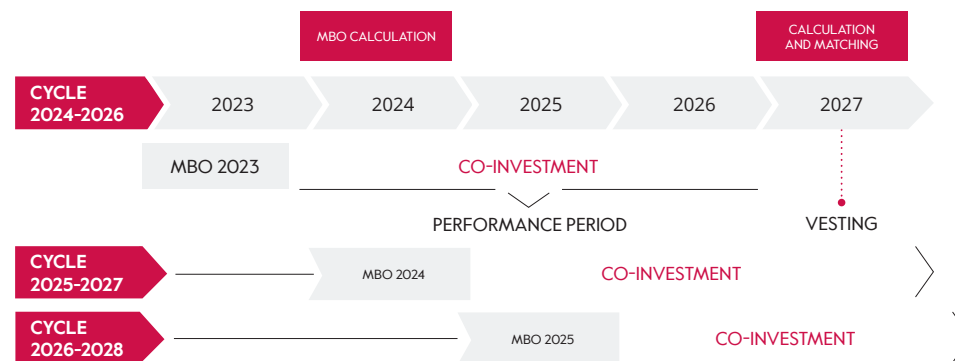 MBO CALCULATION
CALCULATION
AND MATCHING
CYCLE
2024-2026
2023
2024
2025
2026
2027
MBO 2023
CO-INVESTMENT
PERFORMANCE PERIOD
VESTING
CYCLE
2025-2027
MBO 2024
CO-INVESTMENT
CYCLE
2026-2028
MBO 2025
CO-INVESTMENT